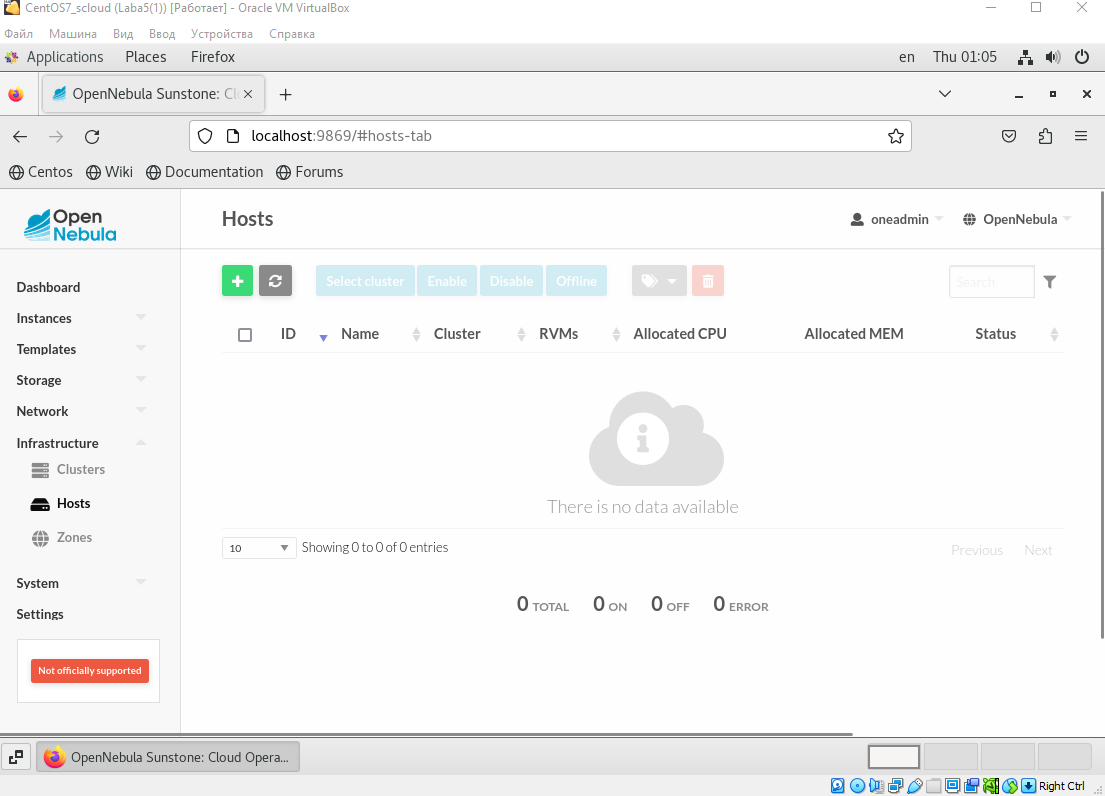 CentOS7_scloud (Laba5(1)) [Работает] - Oracle VM VirtualBox
Файл Машина Вид Ввод Устройства Справка
Applications Places Firefox en Thu 01:05
OpenNebula Sunstone: Cl
localhost:9869/#hosts-tab
Centos Wiki Documentation Forums
Open
Nebula
Hosts oneadmin OpenNebula
Select cluster Enable Disable Offline Search
ID Name Cluster RVMs Allocated CPU Allocated MEM Status
There is no data available
10 Showing 0 to 0 of 0 entries Previous Next
0 TOTAL 0 ON 0 OFF 0 ERROR
Dashboard
Instances
Templates
Storage
Network
Infrastructure
Clusters
Hosts
Zones
System
Settings
Not officially supported
OpenNebula Sunstone: Cloud Opera...
Right Ctrl